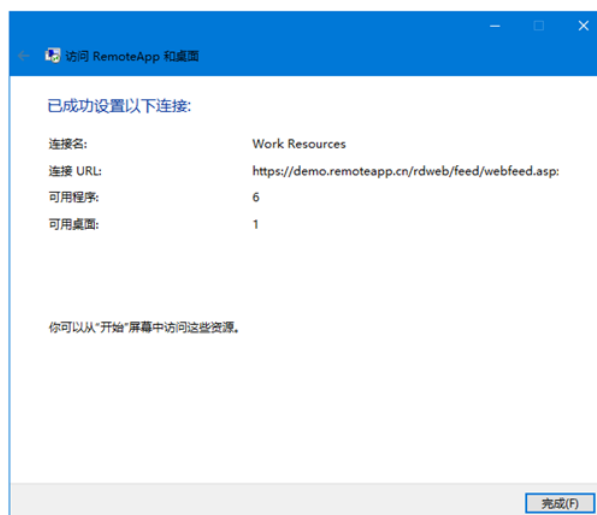 访问 RemoteApp 和桌面
已成功设置以下连接:
连接名: Work Resources
连接 URL: https://demo.remoteapp.cn/rdweb/feed/webfeed.asp:
可用程序: 6
可用桌面: 1
你可以从“开始”屏幕中访问这些资源。
完成(F)